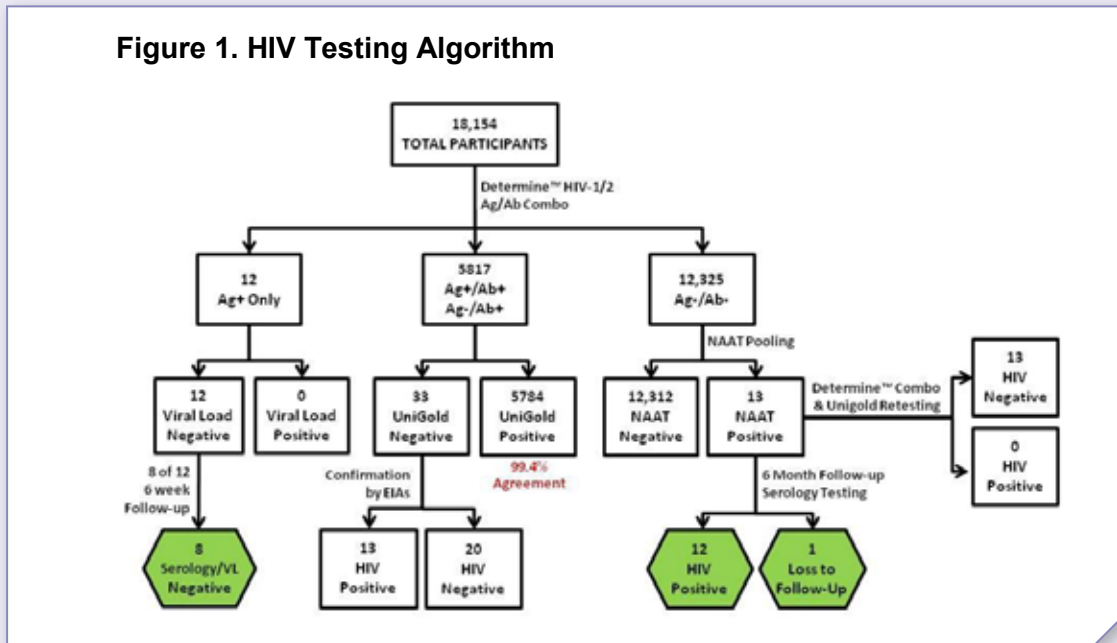 Figure 1. HIV Testing Algorithm
18,154
TOTAL PARTICIPANTS
Determine™ HIV-1/2
Ag/Ab Combo
12
Ag+ Only
5817
Ag+/Ab+
Ag-/Ab+
12,325
Ag-/Ab-
NAAT Pooling
12
Viral Load
Negative
0
Viral Load
Positive
33
UniGold
Negative
5784
UniGold
Positive
99.4%
Agreement
12,312
NAAT
Negative
13
NAAT
Positive
Determine™ Combo
& Unigold Retesting
13
HIV
Negative
0
HIV
Positive
8 of 12
6 week
Follow-up
Confirmation
by EIAs
6 Month Follow-up
Serology Testing
8
Serology/VL
Negative
13
HIV
Positive
20
HIV
Negative
12
HIV
Positive
1
Loss to
Follow-Up